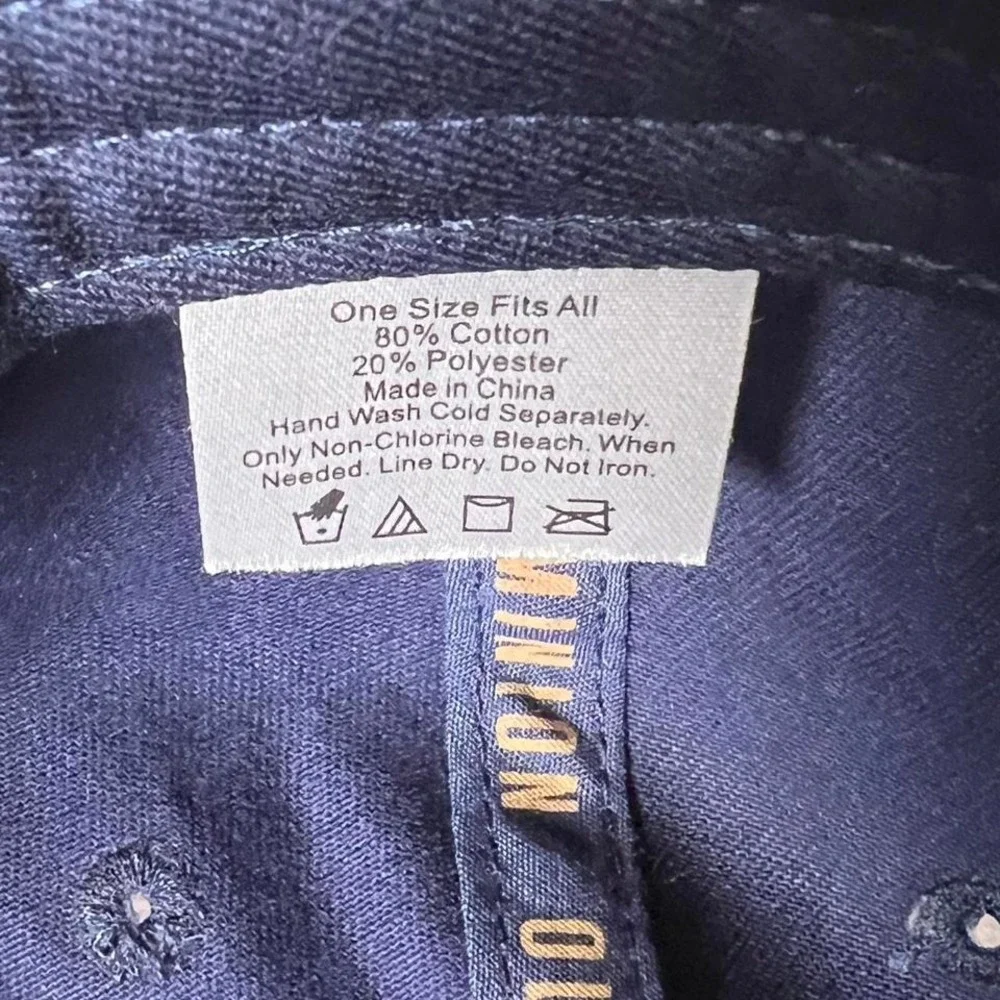 One Size Fits All
80% Cotton
20% Polyester
Made in China
Hand Wash Cold Separately.
Only Non-Chlorine Bleach. When
Needed. Line Dry. Do Not Iron.
MINION